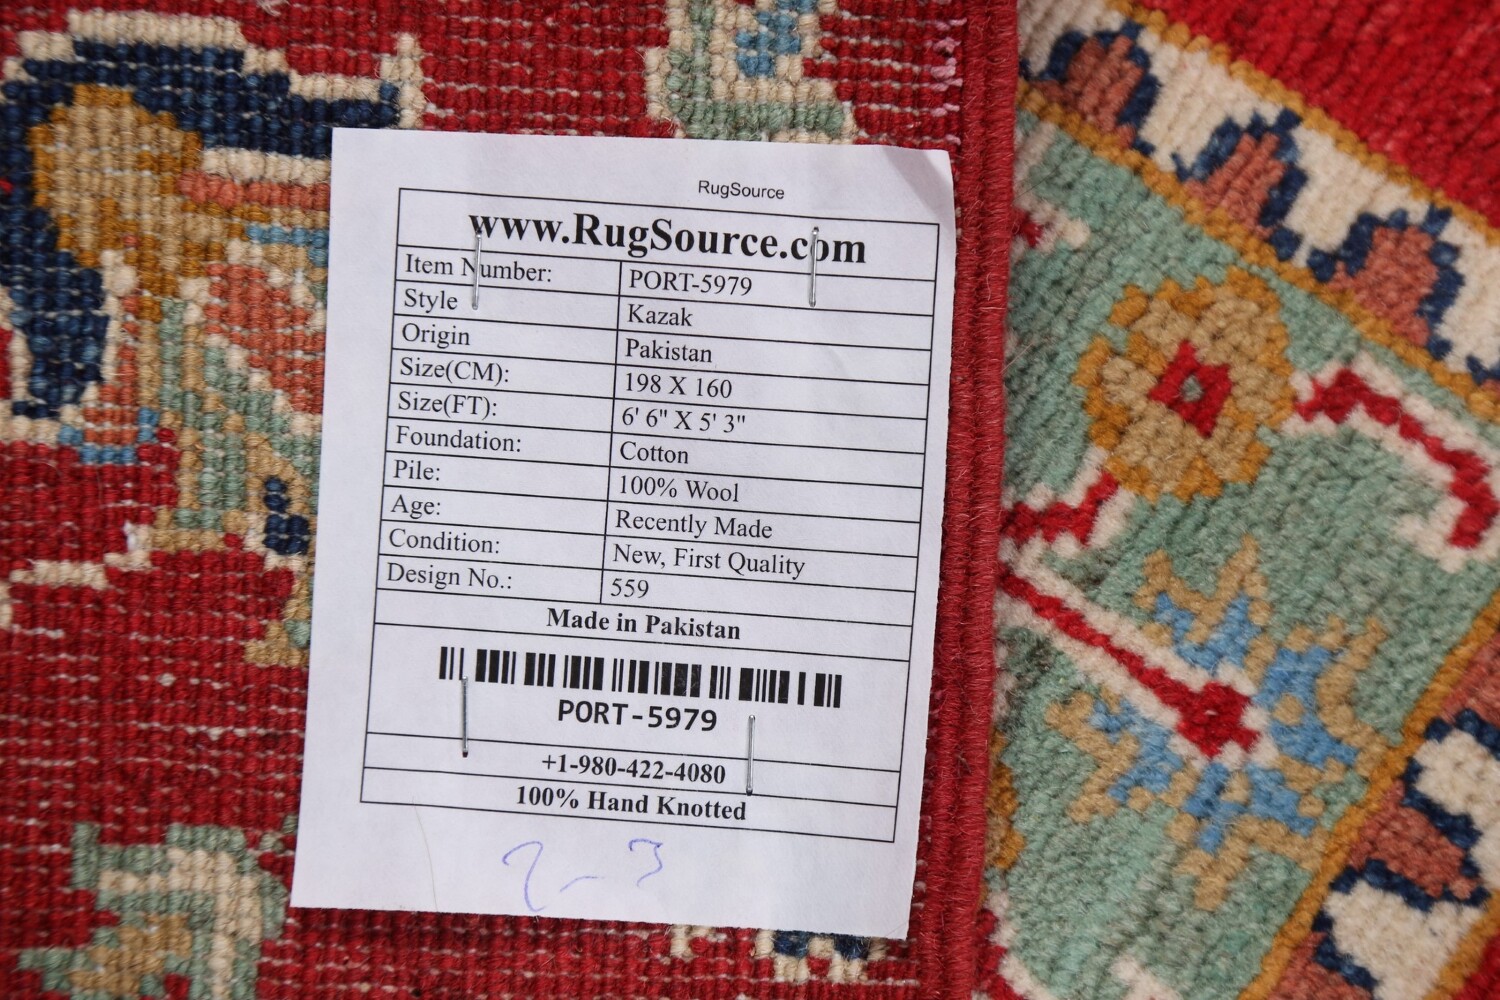 RugSource
www.RugSource.com
Item Number: PORT-5979
Style Kazak
Origin Pakistan
Size(CM): 198 X 160
Size(FT): 6' 6" X 5' 3"
Foundation: Cotton
Pile: 100% Wool
Age: Recently Made
Condition: New, First Quality
Design No.: 559
Made in Pakistan
PORT-5979
+1-980-422-4080
100% Hand Knotted